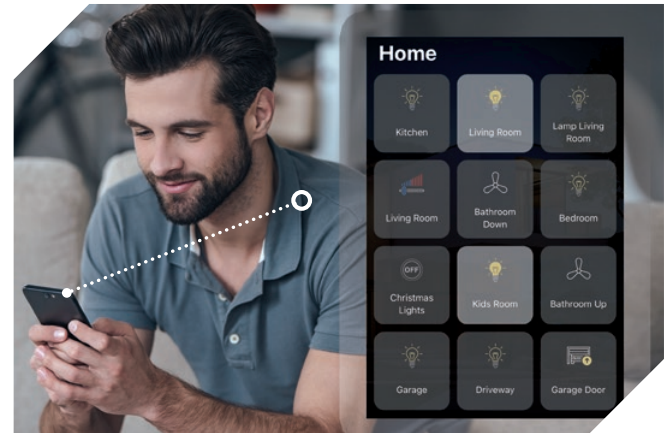 Home
Kitchen
Living Room
Lamp Living
Room
Living Room
Bathroom
Down
Bedroom
OFF
Christmas
Lights
Kids Room
Bathroom Up
Garage
Driveway
Garage Door